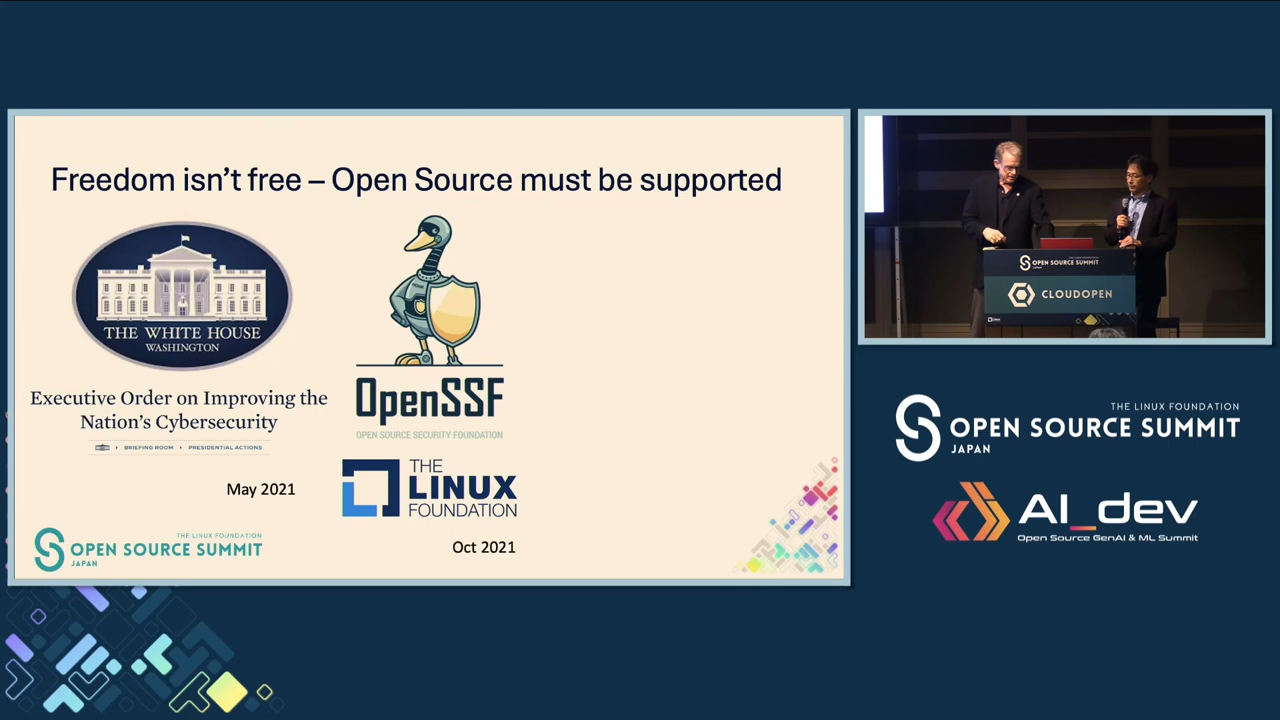 Freedom isn't free – Open Source must be supported
THE WHITE HOUSE
WASHINGTON
Executive Order on Improving the
Nation's Cybersecurity
BRIEFING ROOM
PRESIDENTIAL ACTIONS
May 2021
OpenSSF
OPEN SOURCE SECURITY FOUNDATION
THE
LINUX
FOUNDATION
Oct 2021
THE LINUX FOUNDATION
OPEN SOURCE SUMMIT
JAPAN
OPEN SOURCE SUMMIT
JAPAN
CLOUDOPEN
THE LINUX FOUNDATION
OPEN SOURCE SUMMIT
JAPAN
AI_dev
Open Source GenAI & ML Summit